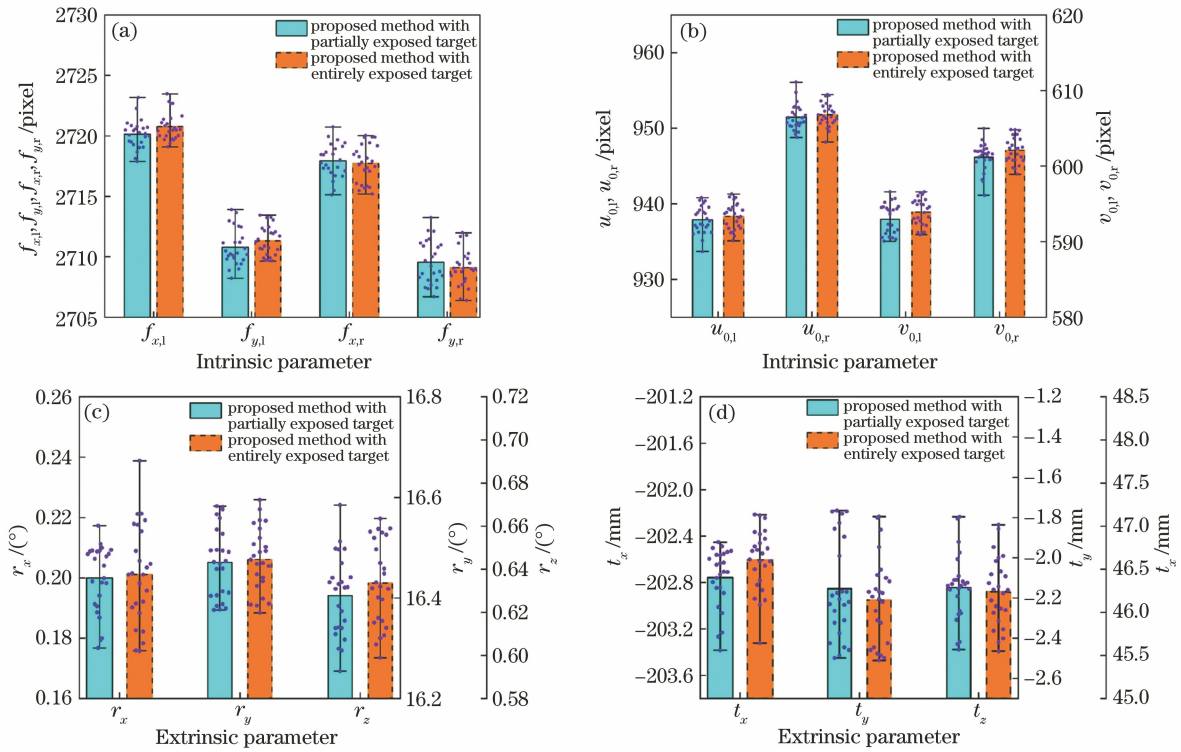 (a)
proposed method with
partially exposed target
proposed method with
entirely exposed target
2730
2725
2720
2715
2710
2705
f_{x,l}, f_{y,l}, f_{x,r}, f_{y,r} /pixel
f_{x,l} f_{y,l} f_{x,r} f_{y,r}
Intrinsic parameter
(b)
proposed method with
partially exposed target
proposed method with
entirely exposed target
960
950
940
930
u_{0,l}, u_{0,r} /pixel
620
610
600
590
580
v_{0,l}, v_{0,r} /pixel
u_{0,l} u_{0,r} v_{0,l} v_{0,r}
Intrinsic parameter
(c)
proposed method with
partially exposed target
proposed method with
entirely exposed target
0.26
0.24
0.22
0.20
0.18
0.16
r_x /(°)
16.8
16.6
16.4
16.2
r_y /(°)
0.72
0.70
0.68
0.66
0.64
0.62
0.60
0.58
r_z /(°)
r_x r_y r_z
Extrinsic parameter
(d)
proposed method with
partially exposed target
proposed method with
entirely exposed target
−201.2
−201.6
−202.0
−202.4
−202.8
−203.2
−203.6
t_x /mm
−1.2
−1.4
−1.6
−1.8
−2.0
−2.2
−2.4
−2.6
t_y /mm
48.5
48.0
47.5
47.0
46.5
46.0
45.5
45.0
t_x /mm
t_x t_y t_z
Extrinsic parameter